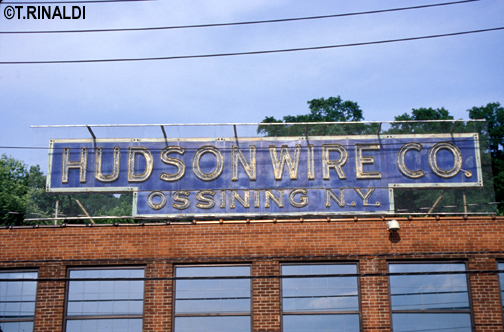 ©T.RINALDI
HUDSON WIRE CO.
OSSINING N.Y.